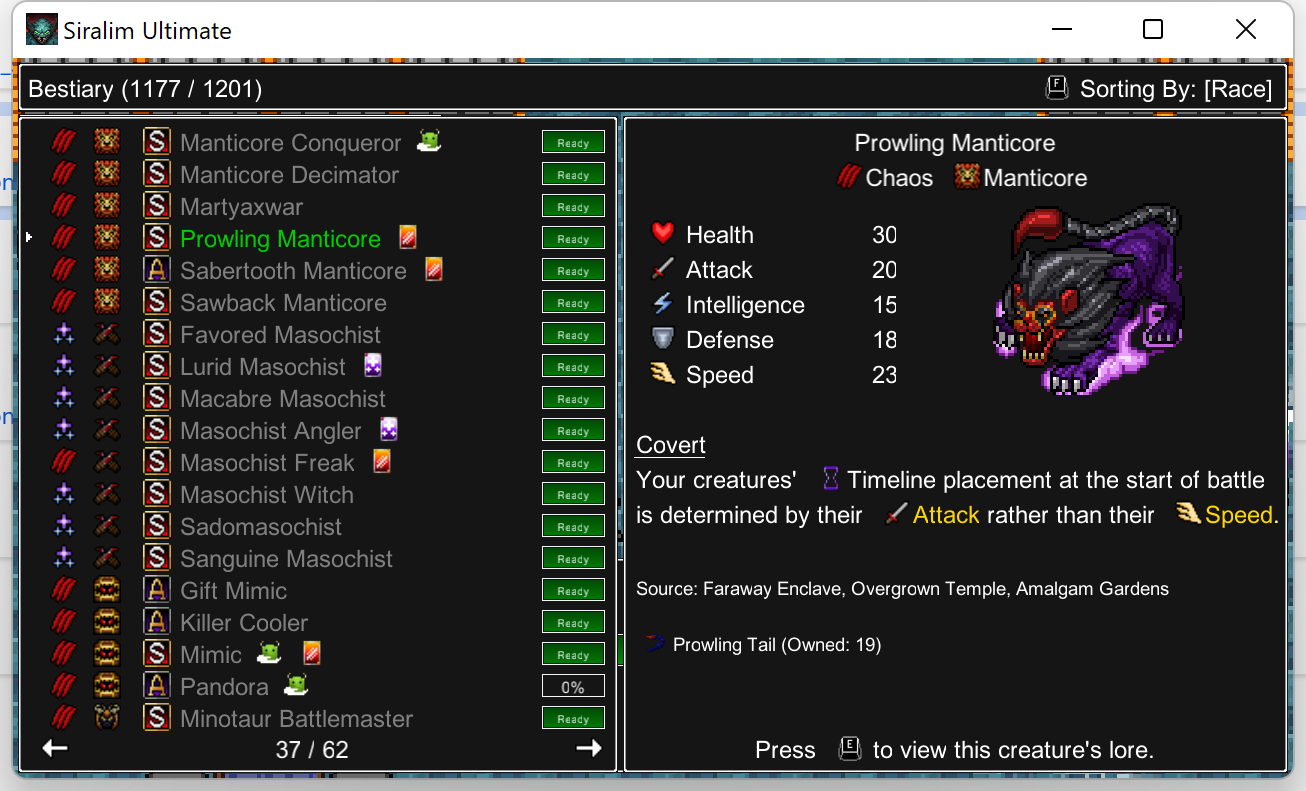 Siralim Ultimate
Bestiary (1177 / 1201)
F Sorting By: [Race]
S Manticore Conqueror Ready
S Manticore Decimator Ready
S Martyaxwar Ready
S Prowling Manticore Ready
A Sabertooth Manticore Ready
S Sawback Manticore Ready
S Favored Masochist Ready
S Lurid Masochist Ready
S Macabre Masochist Ready
S Masochist Angler Ready
S Masochist Freak Ready
S Masochist Witch Ready
S Sadomasochist Ready
S Sanguine Masochist Ready
A Gift Mimic Ready
A Killer Cooler Ready
S Mimic Ready
A Pandora 0%
S Minotaur Battlemaster Ready
37 / 62
Prowling Manticore
Chaos Manticore
Health 30
Attack 20
Intelligence 15
Defense 18
Speed 23
Covert
Your creatures' Timeline placement at the start of battle
is determined by their Attack rather than their Speed.
Source: Faraway Enclave, Overgrown Temple, Amalgam Gardens
Prowling Tail (Owned: 19)
Press E to view this creature's lore.